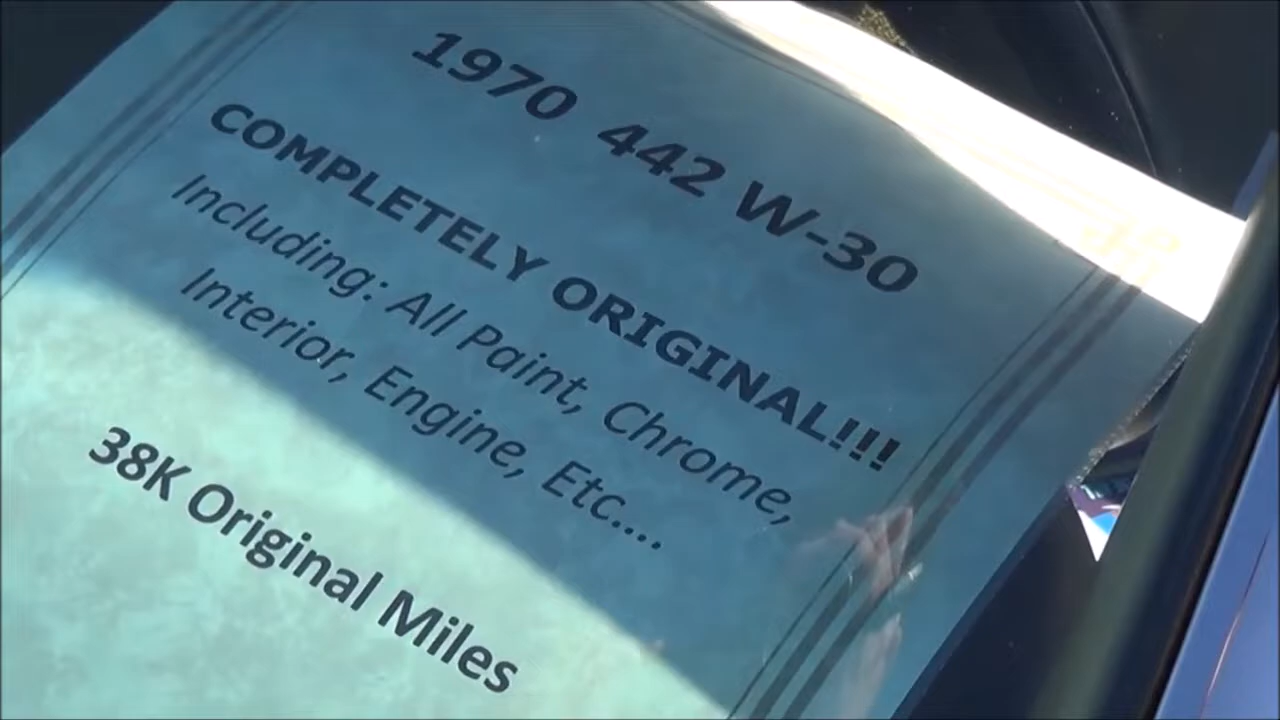 1970 442 W-30
COMPLETELY ORIGINAL!!!
Including: All Paint, Chrome,
Interior, Engine, Etc....
38K Original Miles